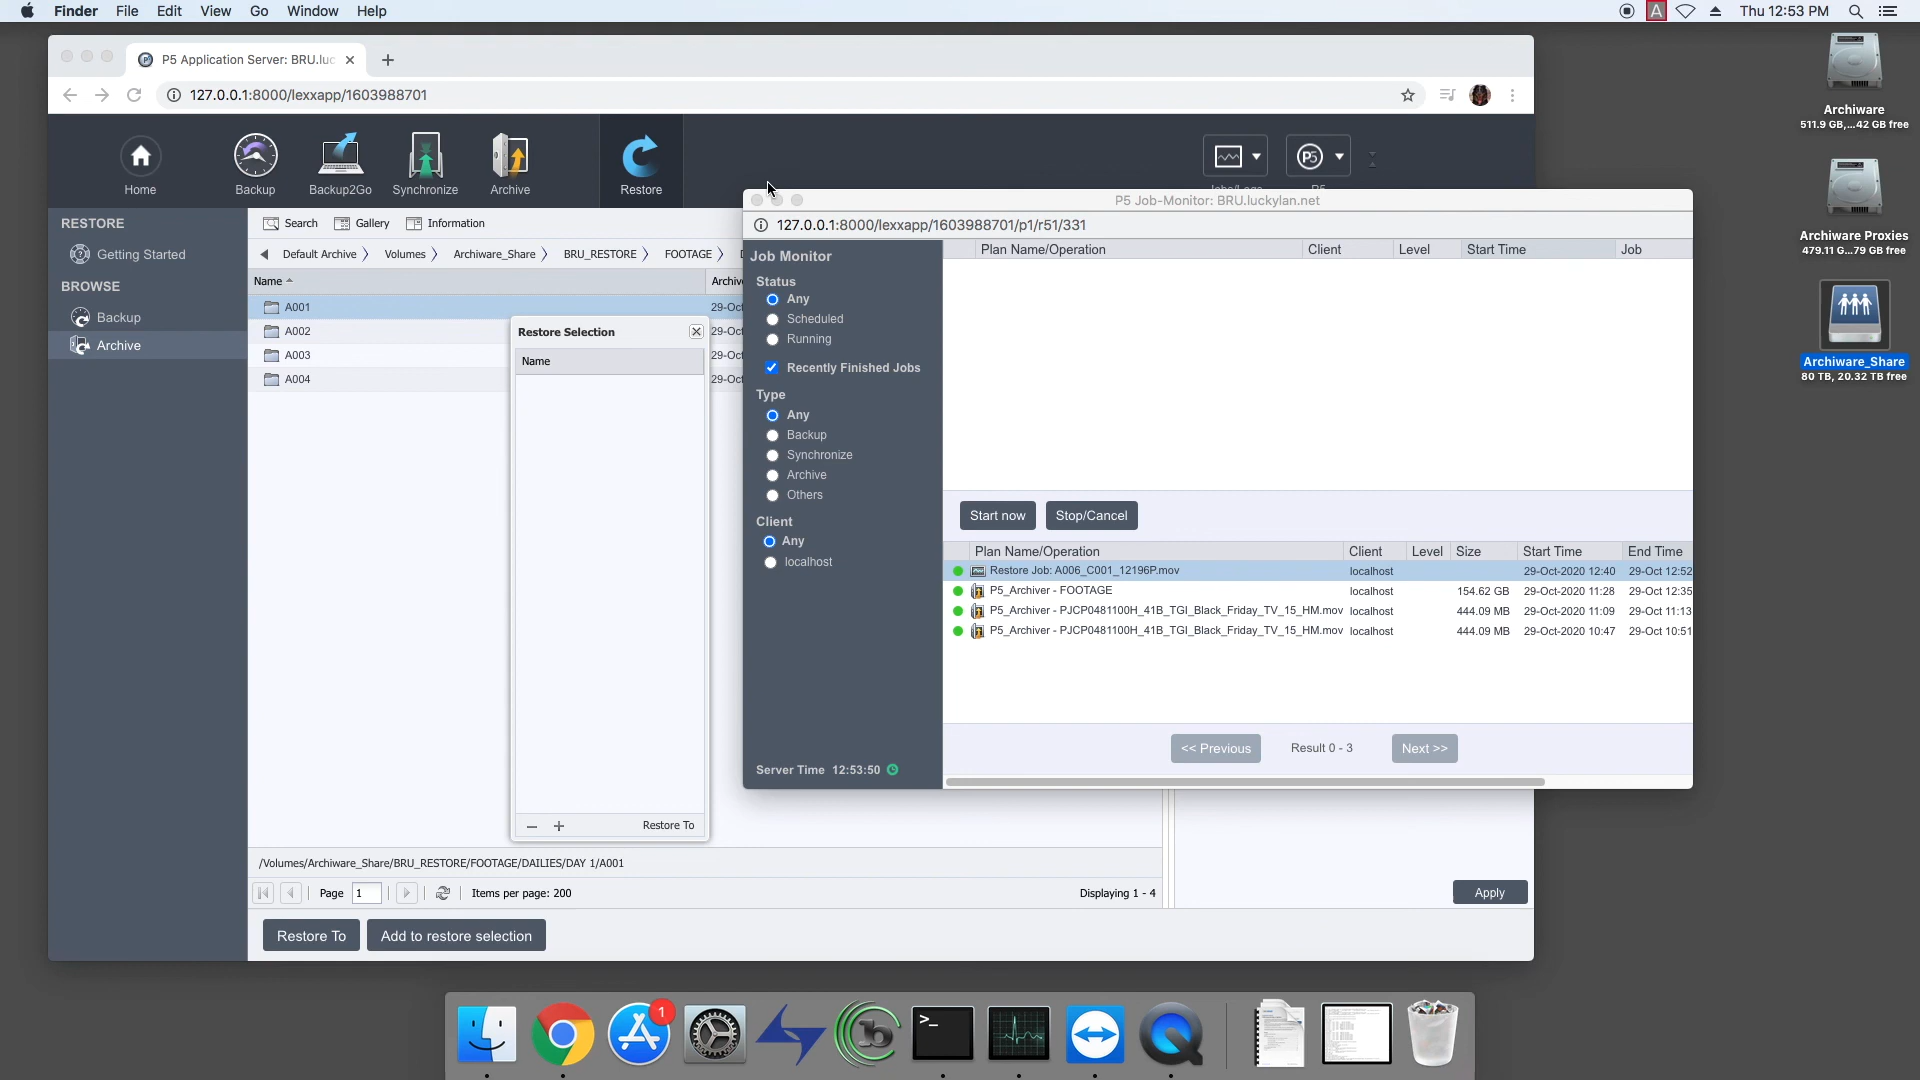 Finder File Edit View Go Window Help
A Thu 12:53 PM
P5 Application Server: BRU.luc
127.0.0.1:8000/lexxapp/1603988701
Home
Backup
Backup2Go
Synchronize
Archive
Restore
P5
RESTORE
Getting Started
BROWSE
Backup
Archive
Search Gallery Information
Default Archive Volumes Archiware_Share BRU_RESTORE FOOTAGE
Name Archive
A001 29-Oct
A002 29-Oct
A003 29-Oct
A004 29-Oct
Restore Selection
Name
Restore To
/Volumes/Archiware_Share/BRU_RESTORE/FOOTAGE/DAILIES/DAY 1/A001
Page 1 Items per page: 200 Displaying 1 - 4
Apply
Restore To Add to restore selection
P5 Job-Monitor: BRU.luckylan.net
127.0.0.1:8000/lexxapp/1603988701/p1/r51/331
Job Monitor
Status
Any
Scheduled
Running
Recently Finished Jobs
Type
Any
Backup
Synchronize
Archive
Others
Client
Any
localhost
Server Time 12:53:50
Plan Name/Operation Client Level Start Time Job
Start now Stop/Cancel
Plan Name/Operation Client Level Size Start Time End Time
Restore Job: A006_C001_12196P.mov localhost 29-Oct-2020 12:40 29-Oct 12:52
P5_Archiver - FOOTAGE localhost 154.62 GB 29-Oct-2020 11:28 29-Oct 12:35
P5_Archiver - PJCP0481100H_41B_TGI_Black_Friday_TV_15_HM.mov localhost 444.09 MB 29-Oct-2020 11:09 29-Oct 11:13
P5_Archiver - PJCP0481100H_41B_TGI_Black_Friday_TV_15_HM.mov localhost 444.09 MB 29-Oct-2020 10:47 29-Oct 10:51
<< Previous Result 0 - 3 Next >>
Archiware
511.9 GB,...42 GB free
Archiware Proxies
479.11 G...79 GB free
Archiware_Share
80 TB, 20.32 TB free
1
>_
b